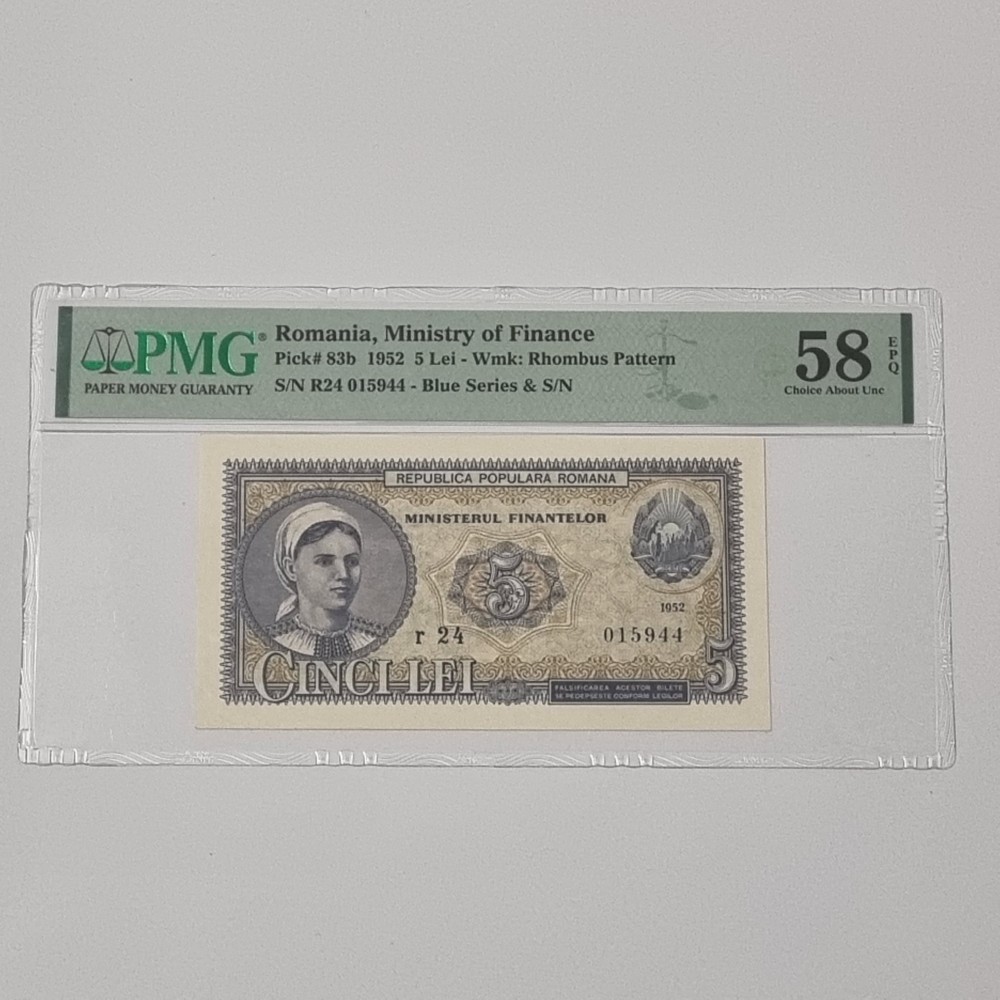 PMG®
PAPER MONEY GUARANTY
Romania, Ministry of Finance
Pick# 83b 1952 5 Lei - Wmk: Rhombus Pattern
S/N R24 015944 - Blue Series & S/N
58
EPQ
Choice About Unc
REPUBLICA POPULARA ROMANA
MINISTERUL FINANTELOR
5
1952
r 24
015944
CINCI LEI
5
FALSIFICAREA ACESTOR BILETE
SE PEDEPSESTE CONFORM LEGILOR